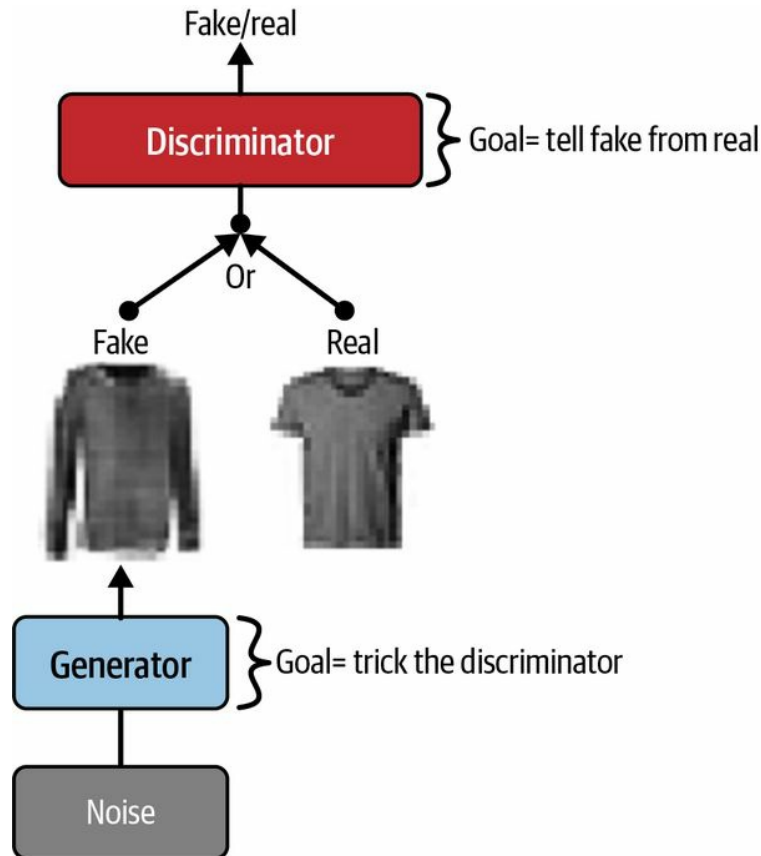 Fake/real
Discriminator
Goal= tell fake from real
Or
Fake
Real
Generator
Goal= trick the discriminator
Noise